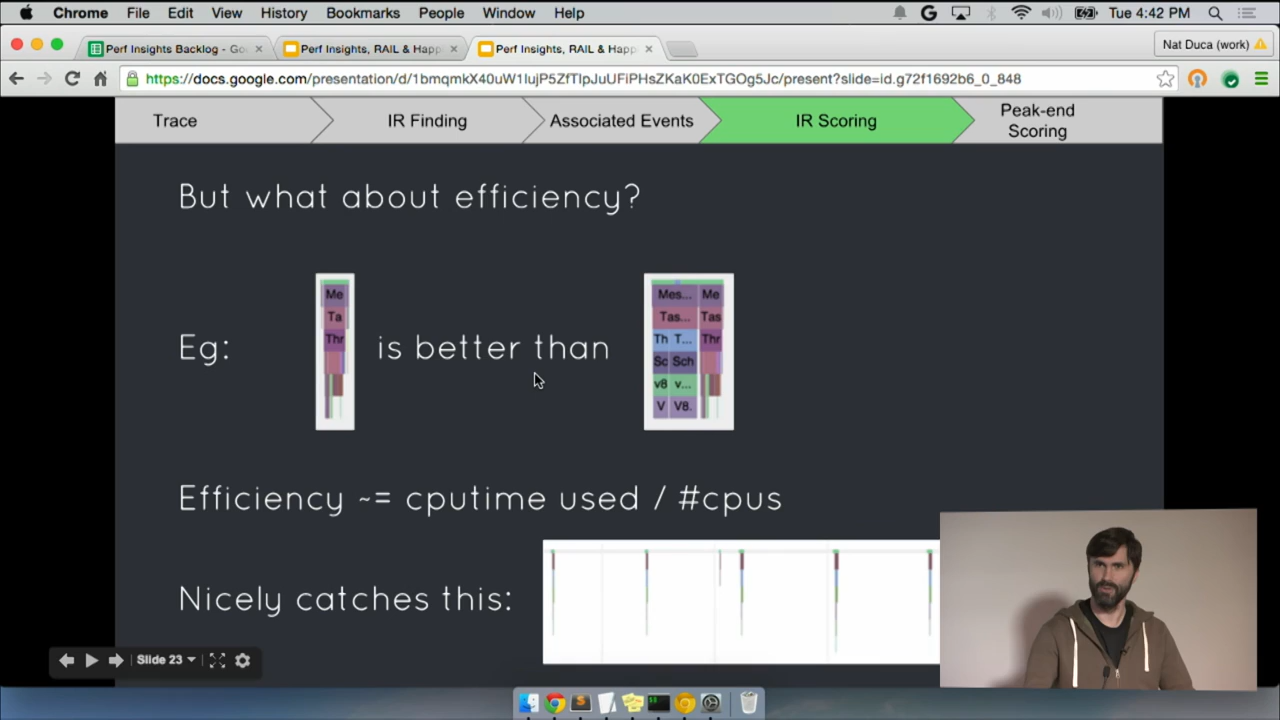 Chrome File Edit View History Bookmarks People Window Help Tue 4:42 PM
Perf Insights Backlog - Goo
Perf Insights, RAIL & Happ
Perf Insights, RAIL & Happ
Nat Duca (work)
https://docs.google.com/presentation/d/1bmqmkX40uW1IujP5ZfTIpJuUFiPHsZKaK0ExTGOg5Jc/present?slide=id.g72f1692b6_0_848
Trace
IR Finding
Associated Events
IR Scoring
Peak-end
Scoring
But what about efficiency?
Eg:
Me
Ta
Thr
is better than
Mes... Me
Tas... Tas
Th T... Thr
Sc Sch
v8 v...
V V8.
Efficiency ~= cputime used / #cpus
Nicely catches this:
Slide 23